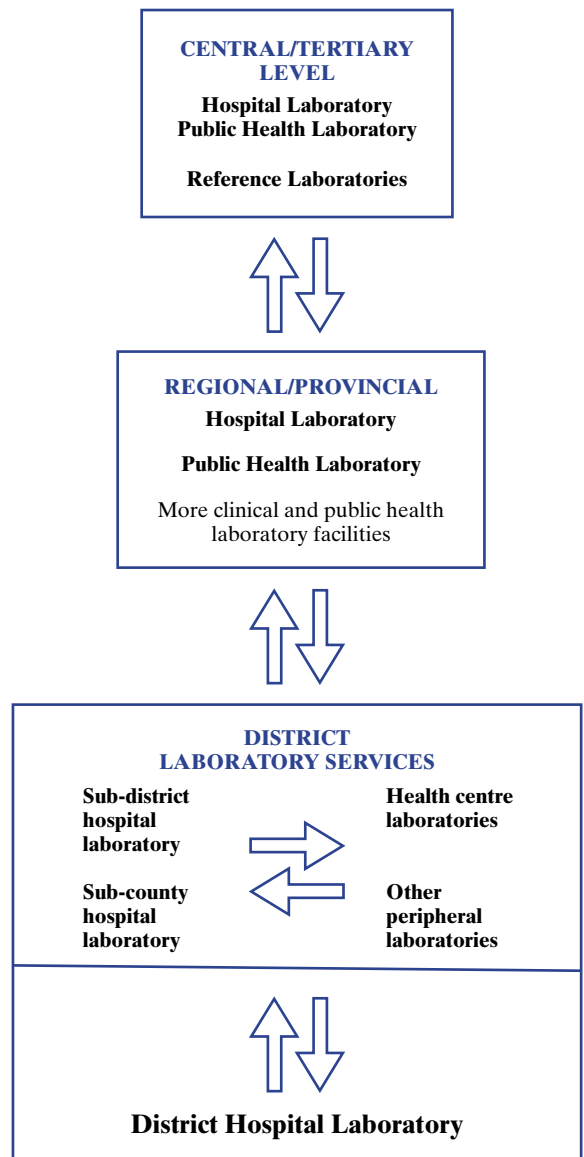 CENTRAL/TERTIARY
LEVEL
Hospital Laboratory
Public Health Laboratory
Reference Laboratories
REGIONAL/PROVINCIAL
Hospital Laboratory
Public Health Laboratory
More clinical and public health
laboratory facilities
DISTRICT
LABORATORY SERVICES
Sub-district
hospital
laboratory
Health centre
laboratories
Sub-county
hospital
laboratory
Other
peripheral
laboratories
District Hospital Laboratory